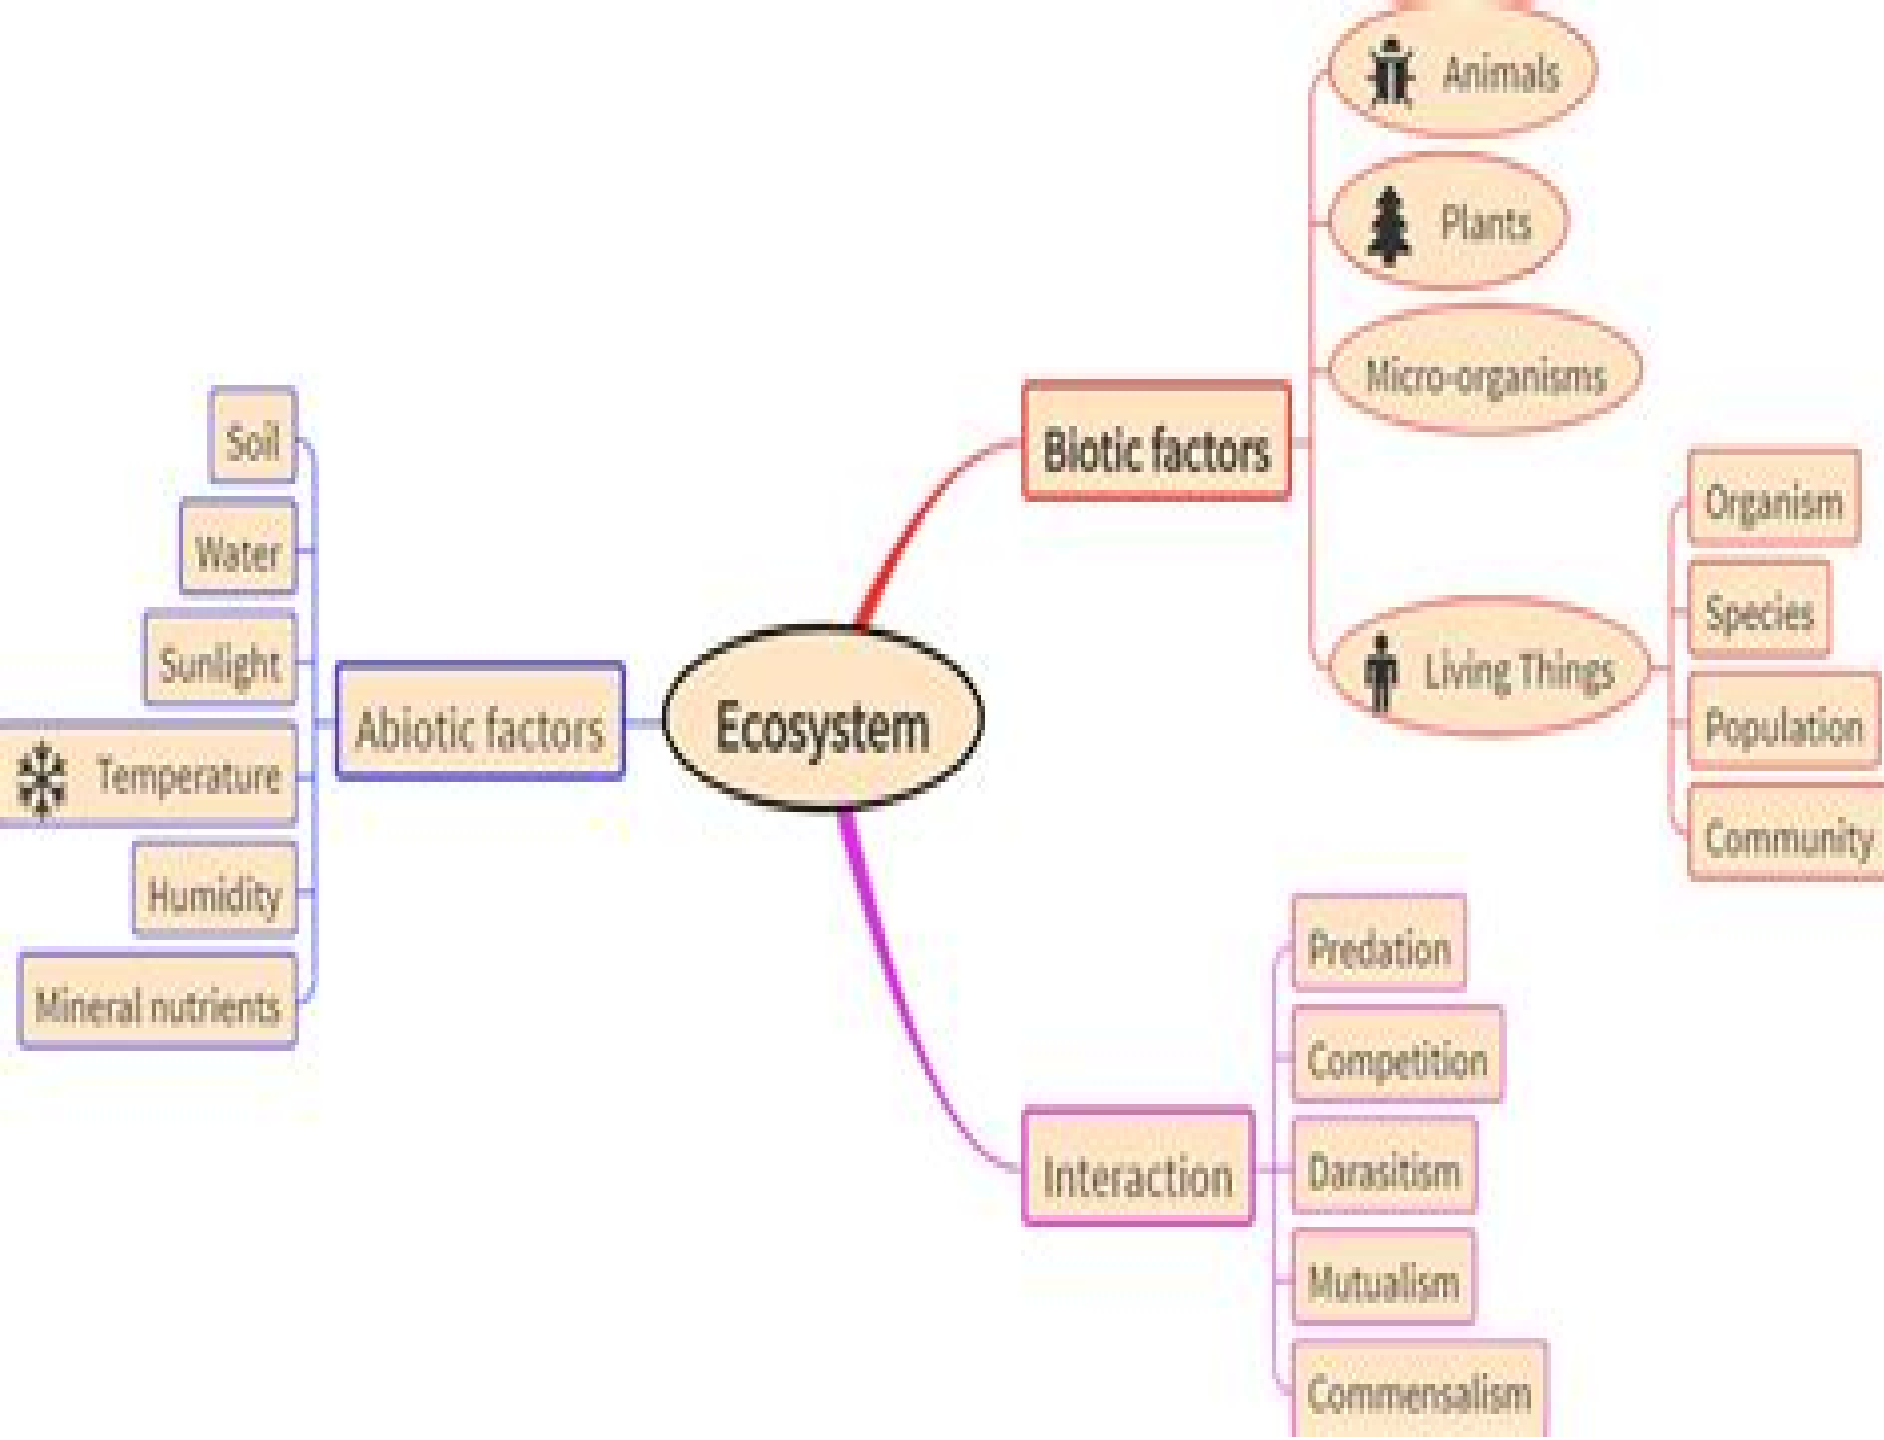 Animals
Plants
Micro-organisms
Biotic factors
Living Things
Organism
Species
Population
Community
Soil
Water
Sunlight
Temperature
Humidity
Mineral nutrients
Abiotic factors
Ecosystem
Interaction
Predation
Competition
Darasitism
Mutualism
Commensalism